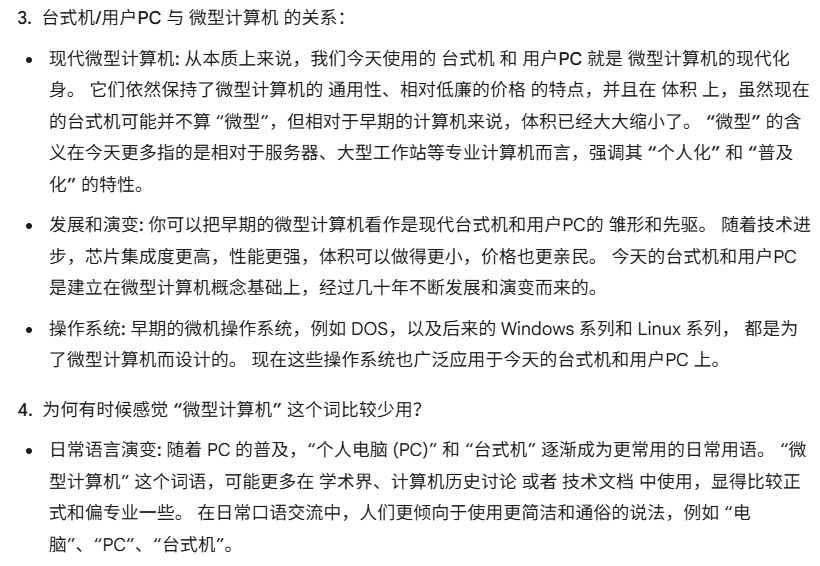 3. 台式机/用户PC 与 微型计算机 的关系：
• 现代微型计算机: 从本质上来说，我们今天使用的 台式机 和 用户PC 就是 微型计算机的现代化
身。 它们依然保持了微型计算机的 通用性、相对低廉的价格 的特点，并且在 体积 上，虽然现在
的台式机可能并不算 “微型”，但相对于早期的计算机来说，体积已经大大缩小了。 “微型” 的含
义在今天更多指的是相对于服务器、大型工作站等专业计算机而言，强调其 “个人化” 和 “普及
化” 的特性。
• 发展和演变: 你可以把早期的微型计算机看作是现代台式机和用户PC的 雏形和先驱。 随着技术进
步，芯片集成度更高，性能更强，体积可以做得更小，价格也更亲民。 今天的台式机和用户PC
是建立在微型计算机概念基础上，经过几十年不断发展和演变而来的。
• 操作系统: 早期的微机操作系统，例如 DOS，以及后来的 Windows 系列和 Linux 系列， 都是为
了微型计算机而设计的。 现在这些操作系统也广泛应用于今天的台式机和用户PC 上。
4. 为何有时候感觉 “微型计算机” 这个词比较少用？
• 日常语言演变: 随着 PC 的普及，“个人电脑 (PC)” 和 “台式机” 逐渐成为更常用的日常用语。 “微
型计算机” 这个词语，可能更多在 学术界、计算机历史讨论 或者 技术文档 中使用，显得比较正
式和偏专业一些。 在日常口语交流中，人们更倾向于使用更简洁和通俗的说法，例如 “电
脑”、“PC”、“台式机”。